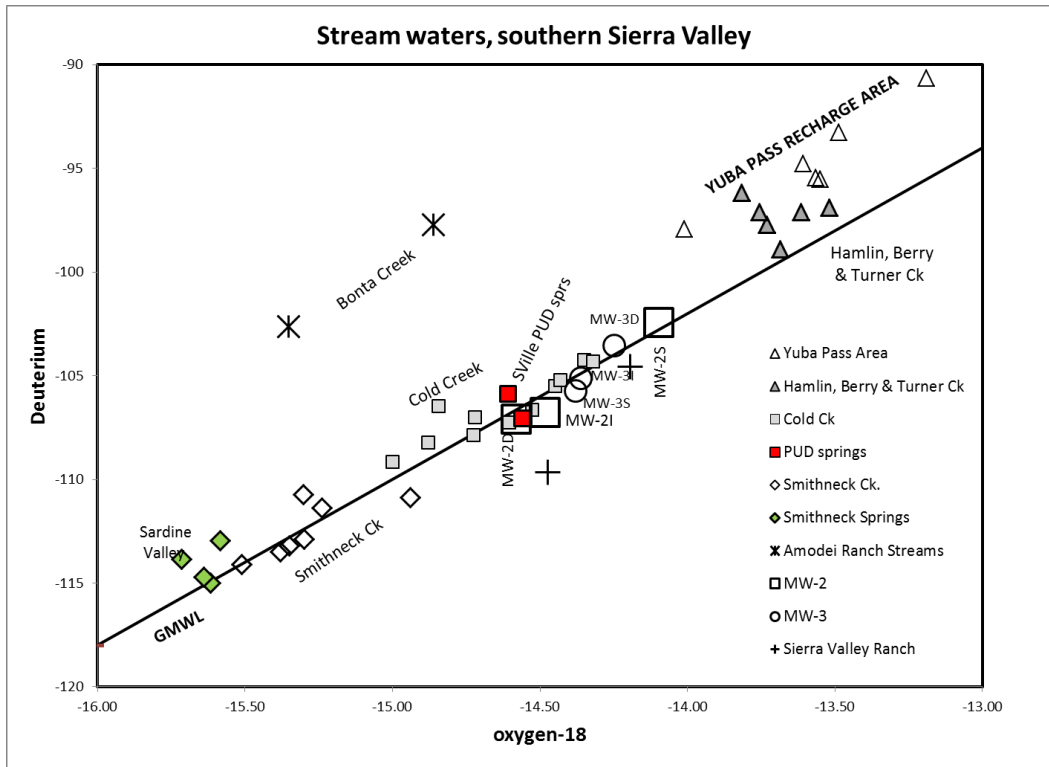 Stream waters, southern Sierra Valley
-90
-95
-100
-105
-110
-115
-120
Deuterium
YUBA PASS RECHARGE AREA
Hamlin, Berry
& Turner Ck
Bonta Creek
SVille PUD sprs
MW-3D
MW-2S
MW-3I
MW-3S
Cold Creek
MW-2I
MW-2D
Sardine
Valley
Smithneck Ck
GMWL
Yuba Pass Area
Hamlin, Berry & Turner Ck
Cold Ck
PUD springs
Smithneck Ck.
Smithneck Springs
Amodei Ranch Streams
MW-2
MW-3
Sierra Valley Ranch
-16.00
-15.50
-15.00
-14.50
-14.00
-13.50
-13.00
oxygen-18